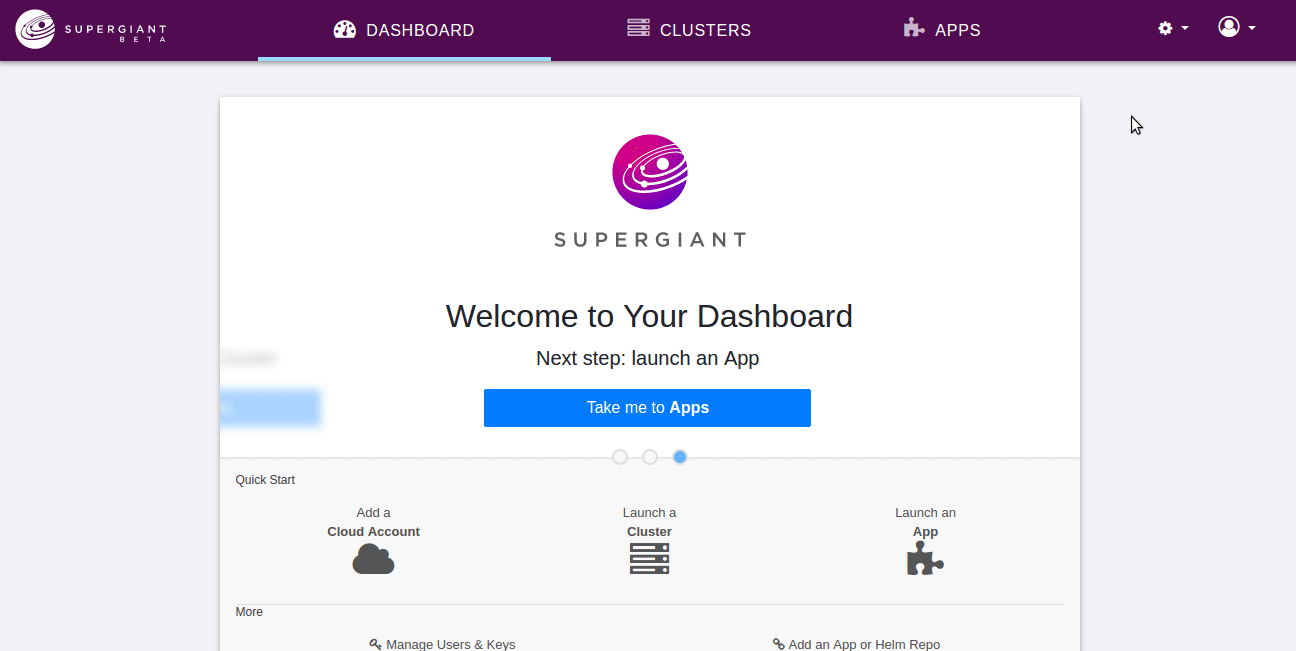 SUPERGIANT
BETA
DASHBOARD
CLUSTERS
APPS
SUPERGIANT
Welcome to Your Dashboard
Next step: launch an App
Take me to Apps
Quick Start
Add a
Cloud Account
Launch a
Cluster
Launch an
App
More
Manage Users & Keys
Add an App or Helm Repo